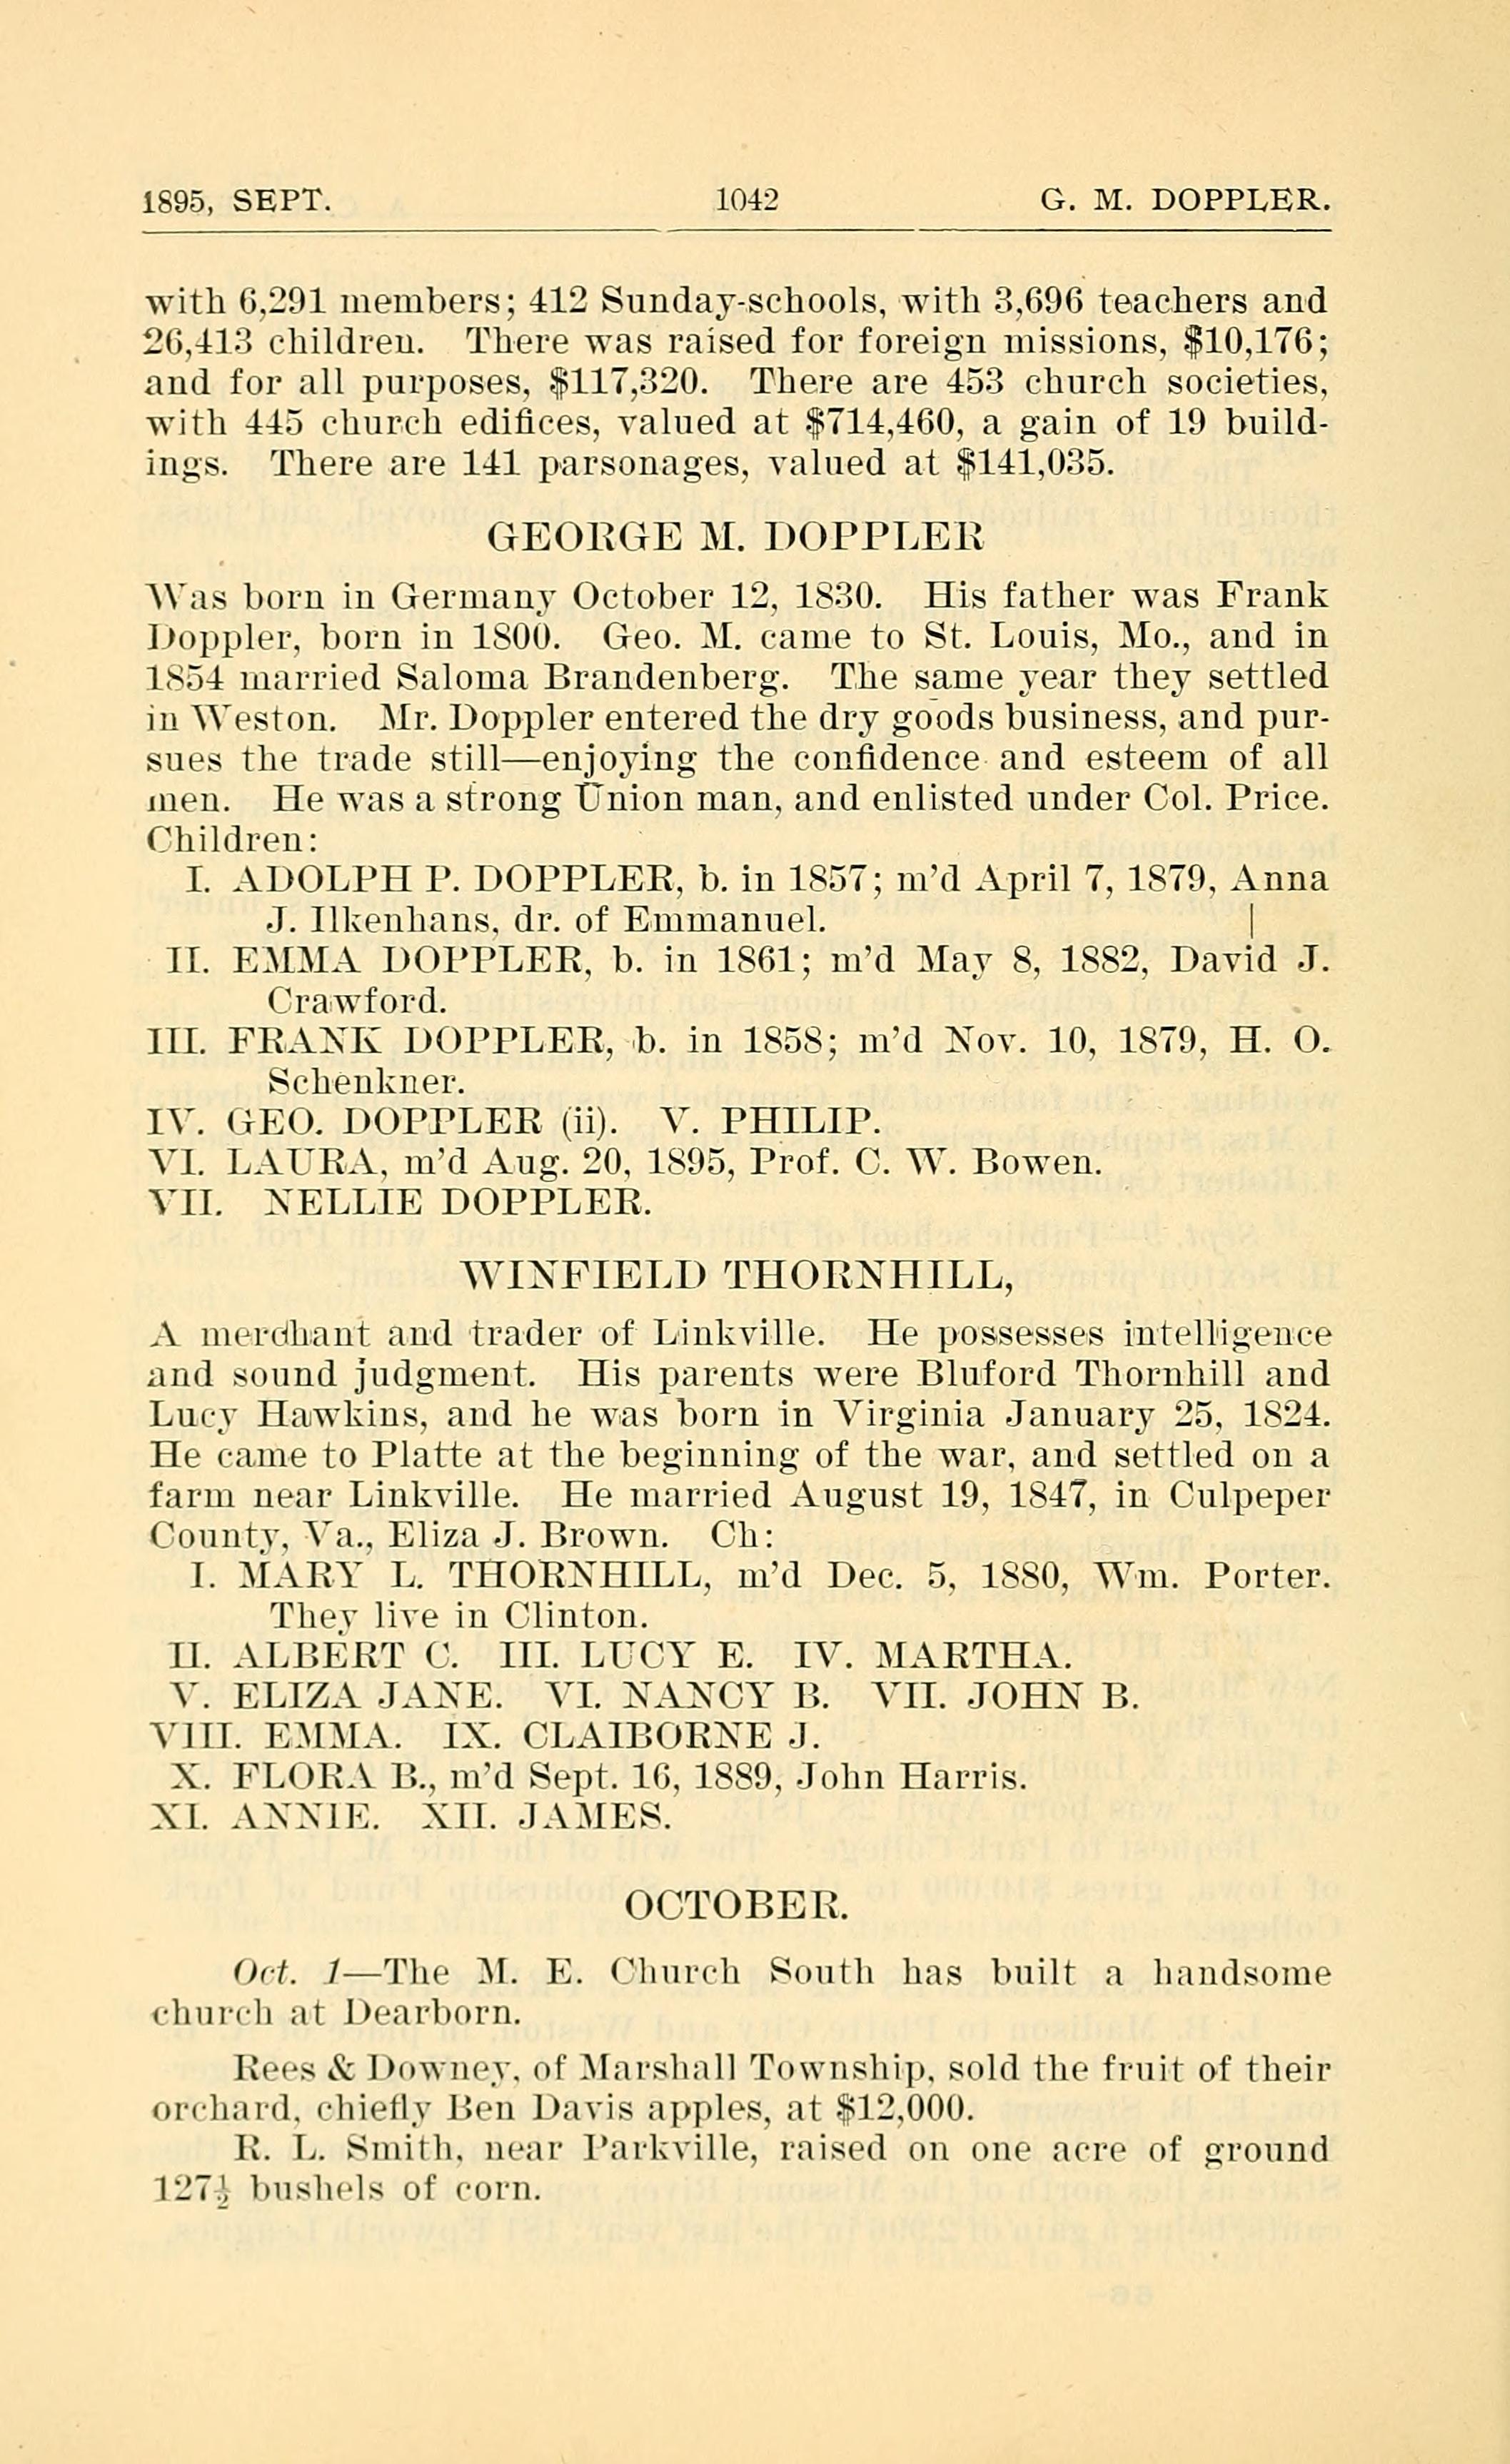 1895, SEPT. 1042 G. M. DOPPLER.
with 6,291 members; 412 Sunday-schools, with 3,696 teachers and
26,413 children. There was raised for foreign missions, $10,176;
and for all purposes, $117,320. There are 453 church societies,
with 445 church edifices, valued at $714,460, a gain of 19 build-
ings. There are 141 parsonages, valued at $141,035.
GEORGE M. DOPPLER
Was born in Germany October 12, 1830. His father was Frank
Doppler, born in 1800. Geo. M. came to St. Louis, Mo., and in
1854 married Saloma Brandenberg. The same year they settled
in Weston. Mr. Doppler entered the dry goods business, and pur-
sues the trade still—enjoying the confidence and esteem of all
men. He was a strong Union man, and enlisted under Col. Price.
Children:
I. ADOLPH P. DOPPLER, b. in 1857; m'd April 7, 1879, Anna
J. Ilkenhans, dr. of Emmanuel.
II. EMMA DOPPLER, b. in 1861; m'd May 8, 1882, David J.
Crawford.
III. FRANK DOPPLER, b. in 1858; m'd Nov. 10, 1879, H. O.
Schenkner.
IV. GEO. DOPPLER (ii). V. PHILIP.
VI. LAURA, m'd Aug. 20, 1895, Prof. C. W. Bowen.
VII. NELLIE DOPPLER.
WINFIELD THORNHILL,
A merchant and trader of Linkville. He possesses intelligence
and sound judgment. His parents were Bluford Thornhill and
Lucy Hawkins, and he was born in Virginia January 25, 1824.
He came to Platte at the beginning of the war, and settled on a
farm near Linkville. He married August 19, 1847, in Culpeper
County, Va., Eliza J. Brown. Ch:
I. MARY L. THORNHILL, m'd Dec. 5, 1880, Wm. Porter.
They live in Clinton.
II. ALBERT C. III. LUCY E. IV. MARTHA.
V. ELIZA JANE. VI. NANCY B. VII. JOHN B.
VIII. EMMA. IX. CLAIBORNE J.
X. FLORA B., m'd Sept. 16, 1889, John Harris.
XI. ANNIE. XII. JAMES.
OCTOBER.
Oct. 1—The M. E. Church South has built a handsome
church at Dearborn.
Rees & Downey, of Marshall Township, sold the fruit of their
orchard, chiefly Ben Davis apples, at $12,000.
R. L. Smith, near Parkville, raised on one acre of ground
127½ bushels of corn.